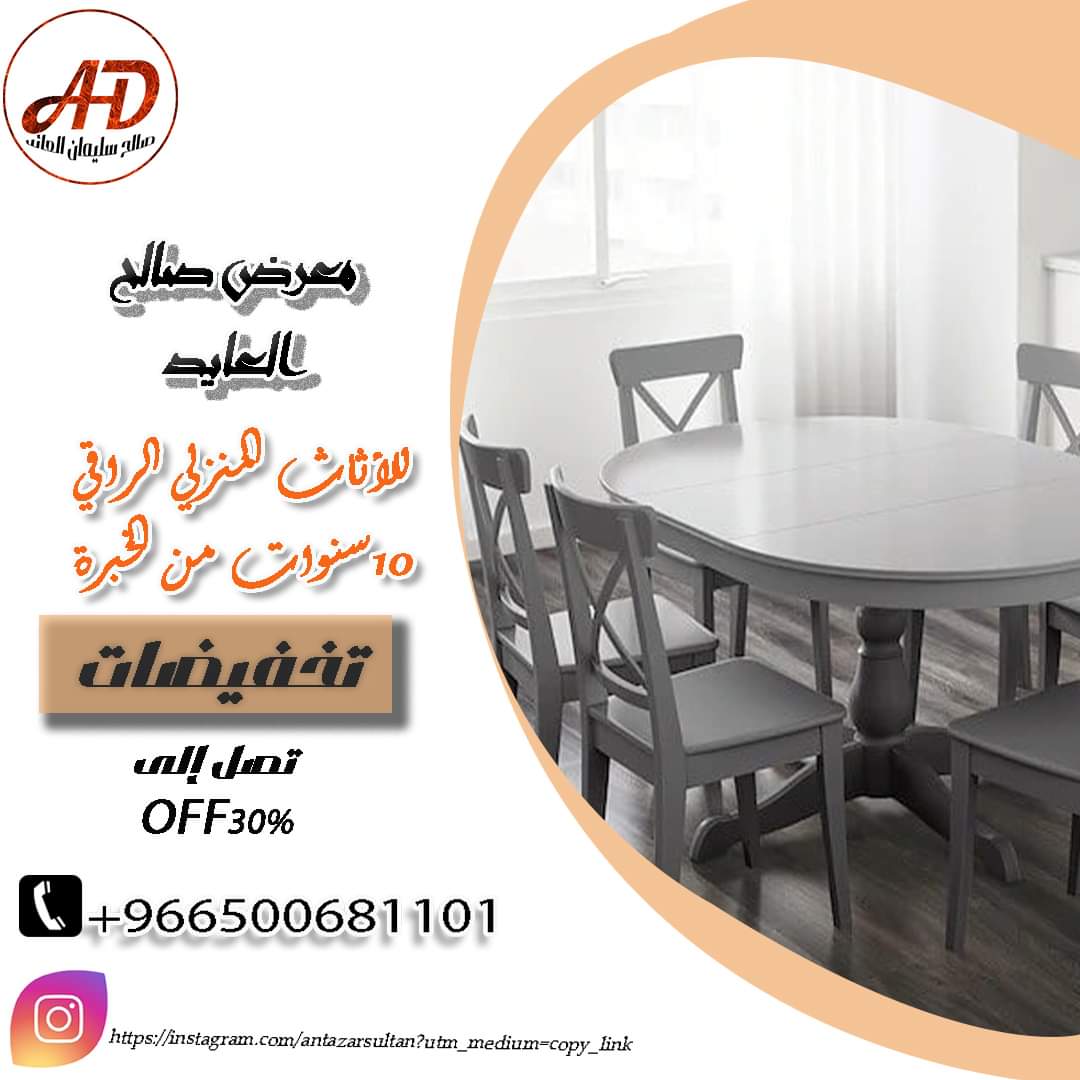 AD
صالح سليمان العايد
معرض صالح
العايد
للأثاث المنزلي الراقي
10 سنوات من الخبرة
تخفيضات
تصل إلى
OFF30%
+966500681101
https://instagram.com/antazarsultan?utm_medium=copy_link